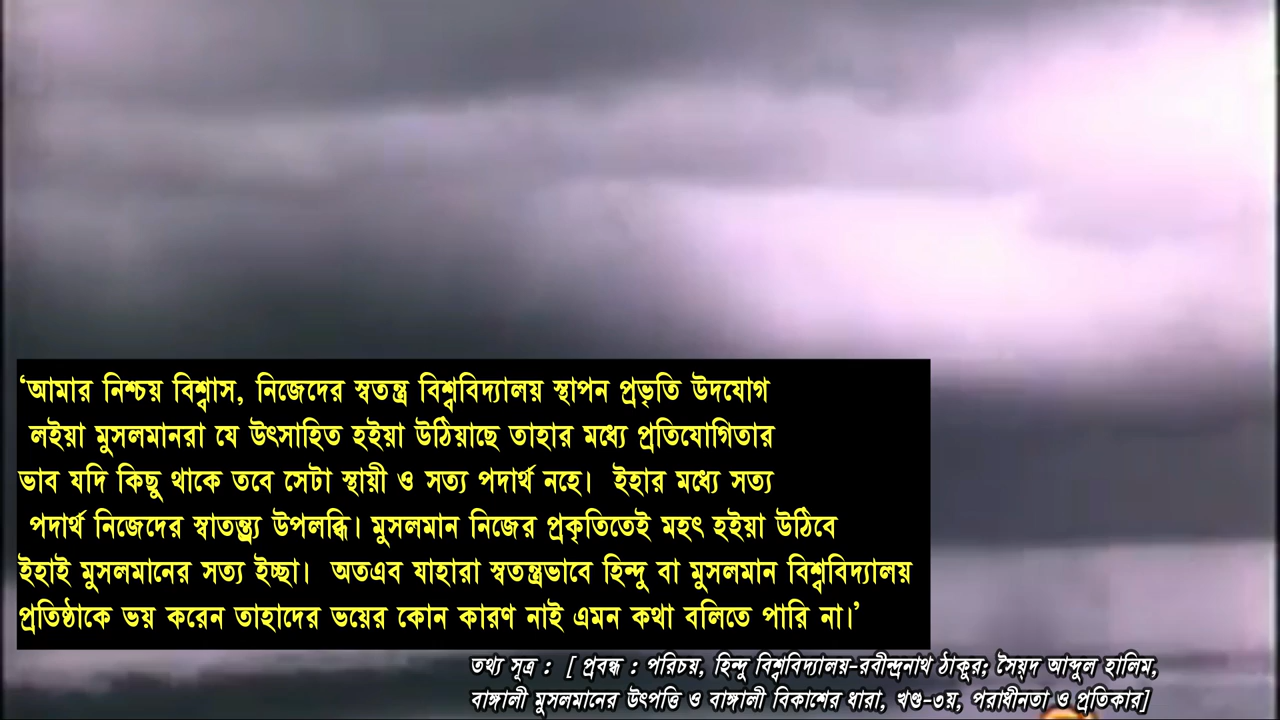 ‘আমার নিশ্চয় বিশ্বাস, নিজেদের স্বতন্ত্র বিশ্ববিদ্যালয় স্থাপন প্রভৃতি উদযোগ
লইয়া মুসলমানরা যে উৎসাহিত হইয়া উঠিয়াছে তাহার মধ্যে প্রতিযোগিতার
ভাব যদি কিছু থাকে তবে সেটা স্থায়ী ও সত্য পদার্থ নহে। ইহার মধ্যে সত্য
পদার্থ নিজেদের স্বাতন্ত্র্য উপলব্ধি। মুসলমান নিজের প্রকৃতিতেই মহৎ হইয়া উঠিবে
ইহাই মুসলমানের সত্য ইচ্ছা। অতএব যাহারা স্বতন্ত্রভাবে হিন্দু বা মুসলমান বিশ্ববিদ্যালয়
প্রতিষ্ঠাকে ভয় করেন তাহাদের ভয়ের কোন কারণ নাই এমন কথা বলিতে পারি না।’
তথ্য সূত্র : [ প্রবন্ধ : পরিচয়, হিন্দু বিশ্ববিদ্যালয়-রবীন্দ্রনাথ ঠাকুর; সৈয়দ আব্দুল হালিম,
বাঙ্গালী মুসলমানের উৎপত্তি ও বাঙ্গালী বিকাশের ধারা, খণ্ড-৩য়, পরাধীনতা ও প্রতিকার]